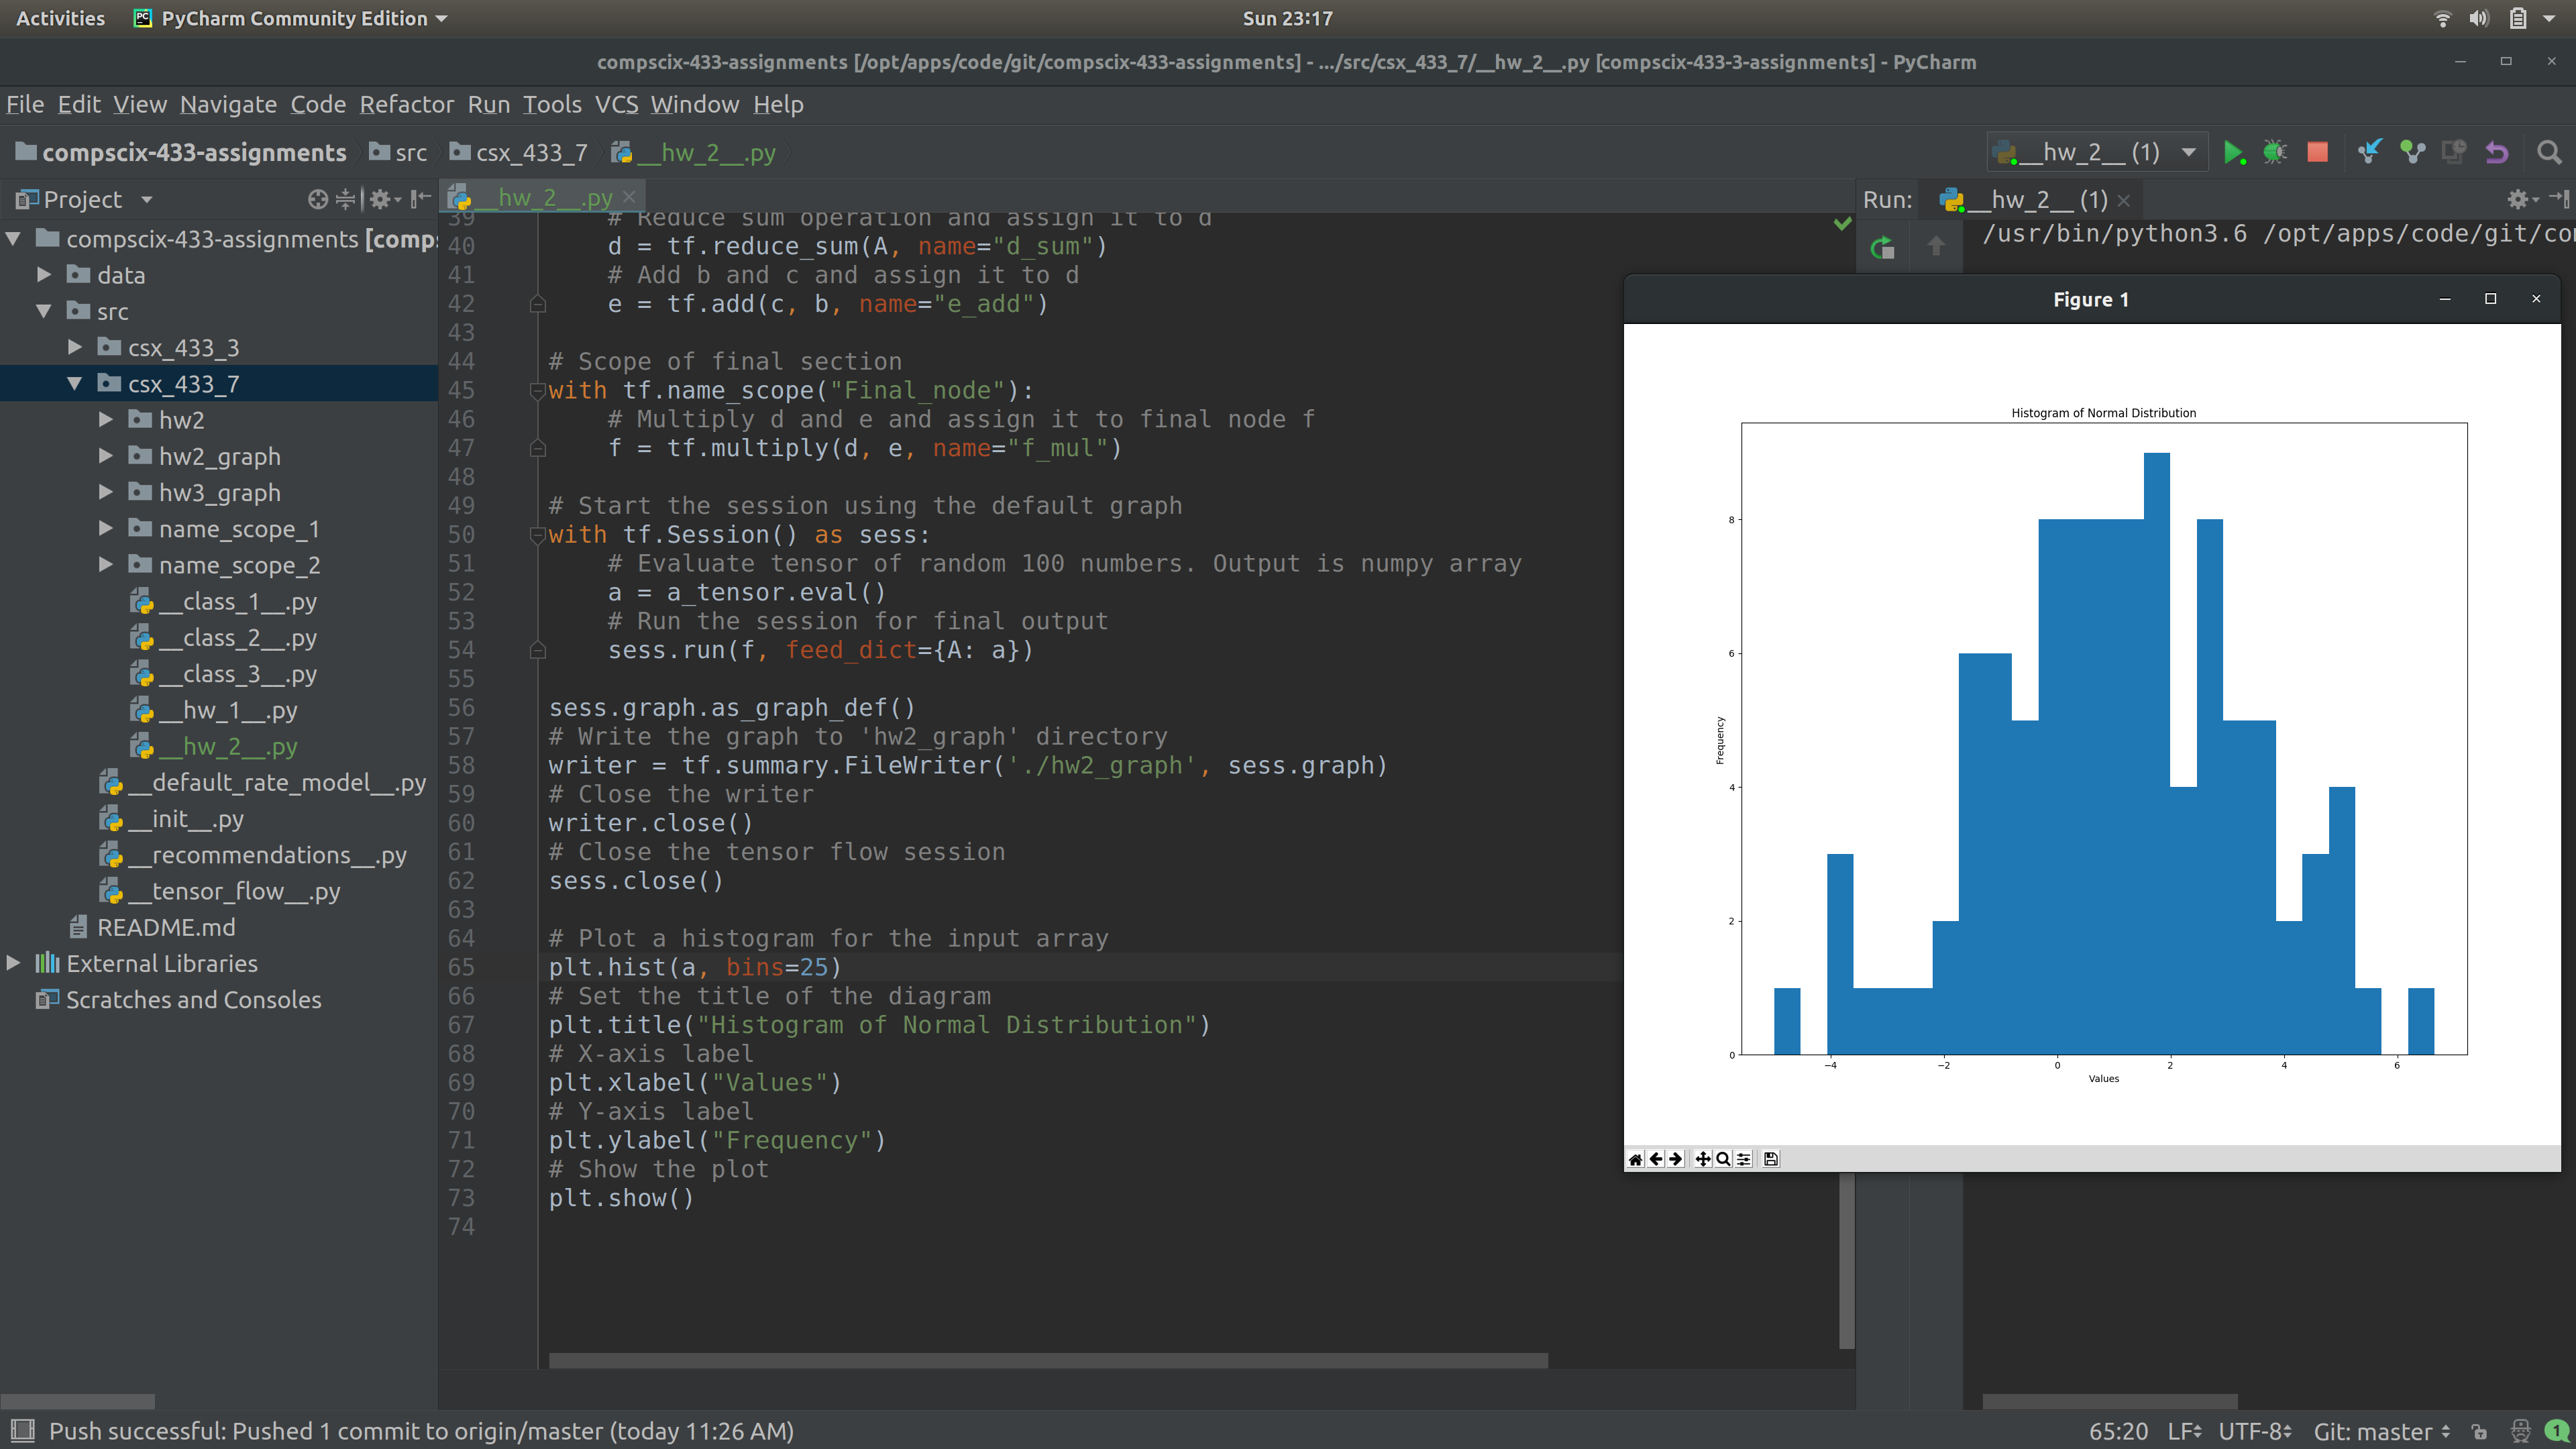 Activities PyCharm Community Edition Sun 23:17
compscix-433-assignments [/opt/apps/code/git/compscix-433-assignments] - .../src/csx_433_7/__hw_2__.py [compscix-433-3-assignments] - PyCharm
File Edit View Navigate Code Refactor Run Tools VCS Window Help
compscix-433-assignments src csx_433_7 __hw_2__.py __hw_2__ (1)
Project
__hw_2__.py
Run: __hw_2__ (1)
compscix-433-assignments [comp
data
src
csx_433_3
csx_433_7
hw2
hw2_graph
hw3_graph
name_scope_1
name_scope_2
__class_1__.py
__class_2__.py
__class_3__.py
__hw_1__.py
__hw_2__.py
__default_rate_model__.py
__init__.py
__recommendations__.py
__tensor_flow__.py
README.md
External Libraries
Scratches and Consoles
39 # Reduce sum operation and assign it to d
40 d = tf.reduce_sum(A, name="d_sum")
41 # Add b and c and assign it to d
42 e = tf.add(c, b, name="e_add")
43
44 # Scope of final section
45 with tf.name_scope("Final_node"):
46 # Multiply d and e and assign it to final node f
47 f = tf.multiply(d, e, name="f_mul")
48
49 # Start the session using the default graph
50 with tf.Session() as sess:
51 # Evaluate tensor of random 100 numbers. Output is numpy array
52 a = a_tensor.eval()
53 # Run the session for final output
54 sess.run(f, feed_dict={A: a})
55
56 sess.graph.as_graph_def()
57 # Write the graph to 'hw2_graph' directory
58 writer = tf.summary.FileWriter('./hw2_graph', sess.graph)
59 # Close the writer
60 writer.close()
61 # Close the tensor flow session
62 sess.close()
63
64 # Plot a histogram for the input array
65 plt.hist(a, bins=25)
66 # Set the title of the diagram
67 plt.title("Histogram of Normal Distribution")
68 # X-axis label
69 plt.xlabel("Values")
70 # Y-axis label
71 plt.ylabel("Frequency")
72 # Show the plot
73 plt.show()
74
/usr/bin/python3.6 /opt/apps/code/git/co
Figure 1
Histogram of Normal Distribution
8
6
4
2
0
Frequency
−4 −2 0 2 4 6
Values
Push successful: Pushed 1 commit to origin/master (today 11:26 AM) 65:20 LF UTF-8 Git: master 1